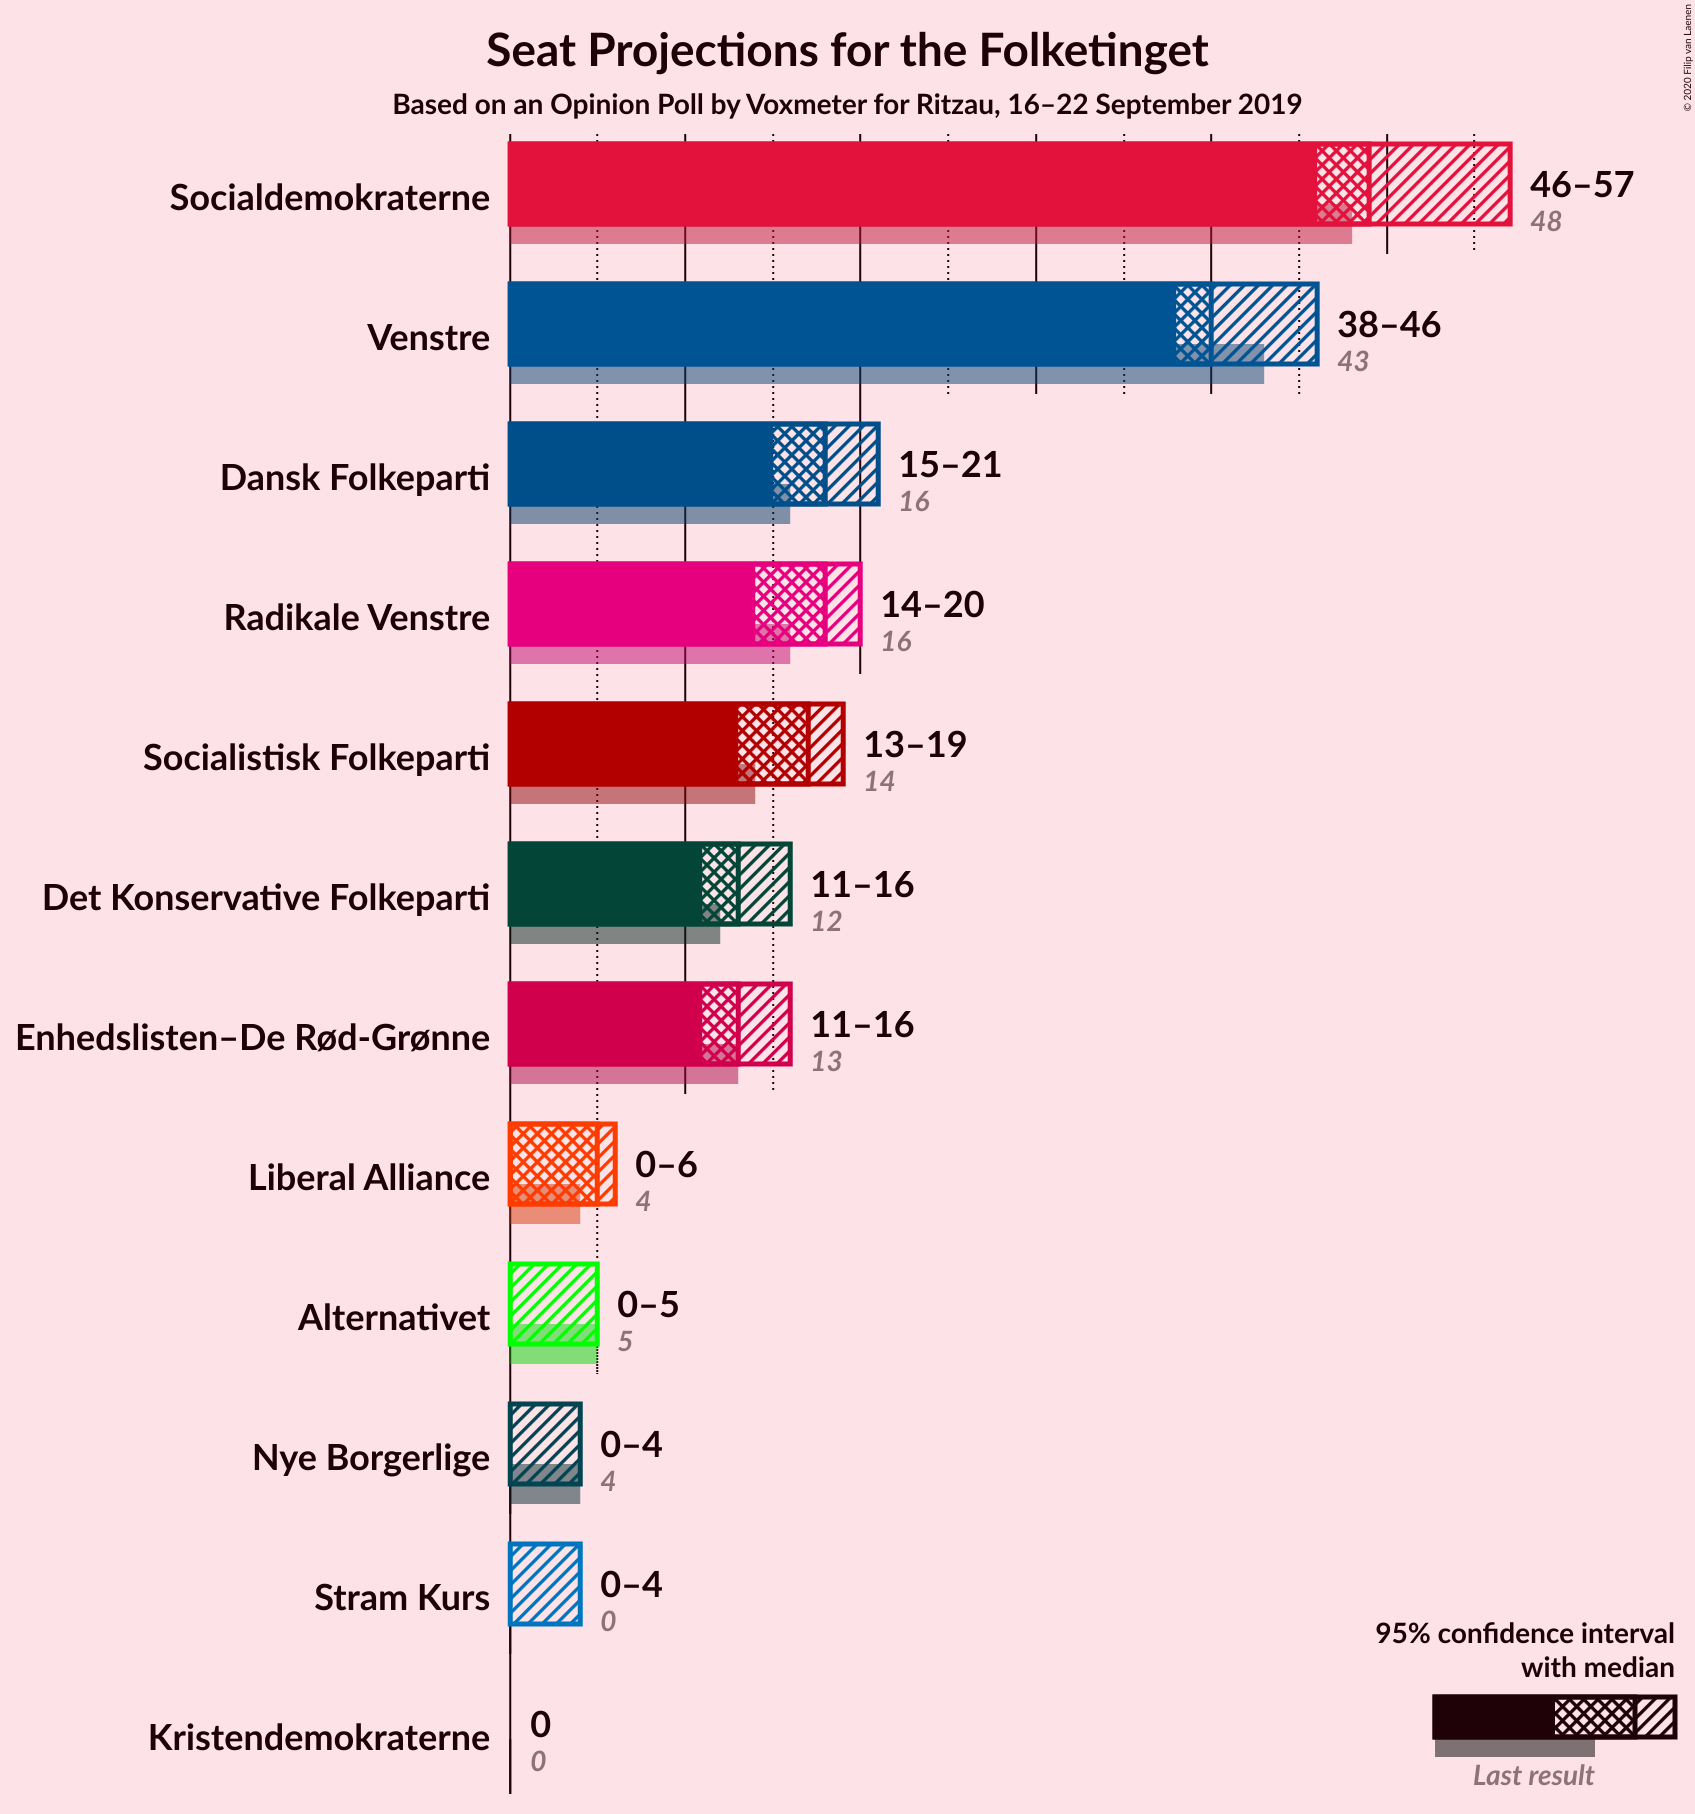 Seat Projections for the Folketinget
Based on an Opinion Poll by Voxmeter for Ritzau, 16–22 September 2019
© 2020 Filip van Laenen
Socialdemokraterne
46–57
48
Venstre
38–46
43
Dansk Folkeparti
15–21
16
Radikale Venstre
14–20
16
Socialistisk Folkeparti
13–19
14
Det Konservative Folkeparti
11–16
12
Enhedslisten–De Rød-Grønne
11–16
13
Liberal Alliance
0–6
4
Alternativet
0–5
5
Nye Borgerlige
0–4
4
Stram Kurs
0–4
0
Kristendemokraterne
0
0
95% confidence interval
with median
Last result